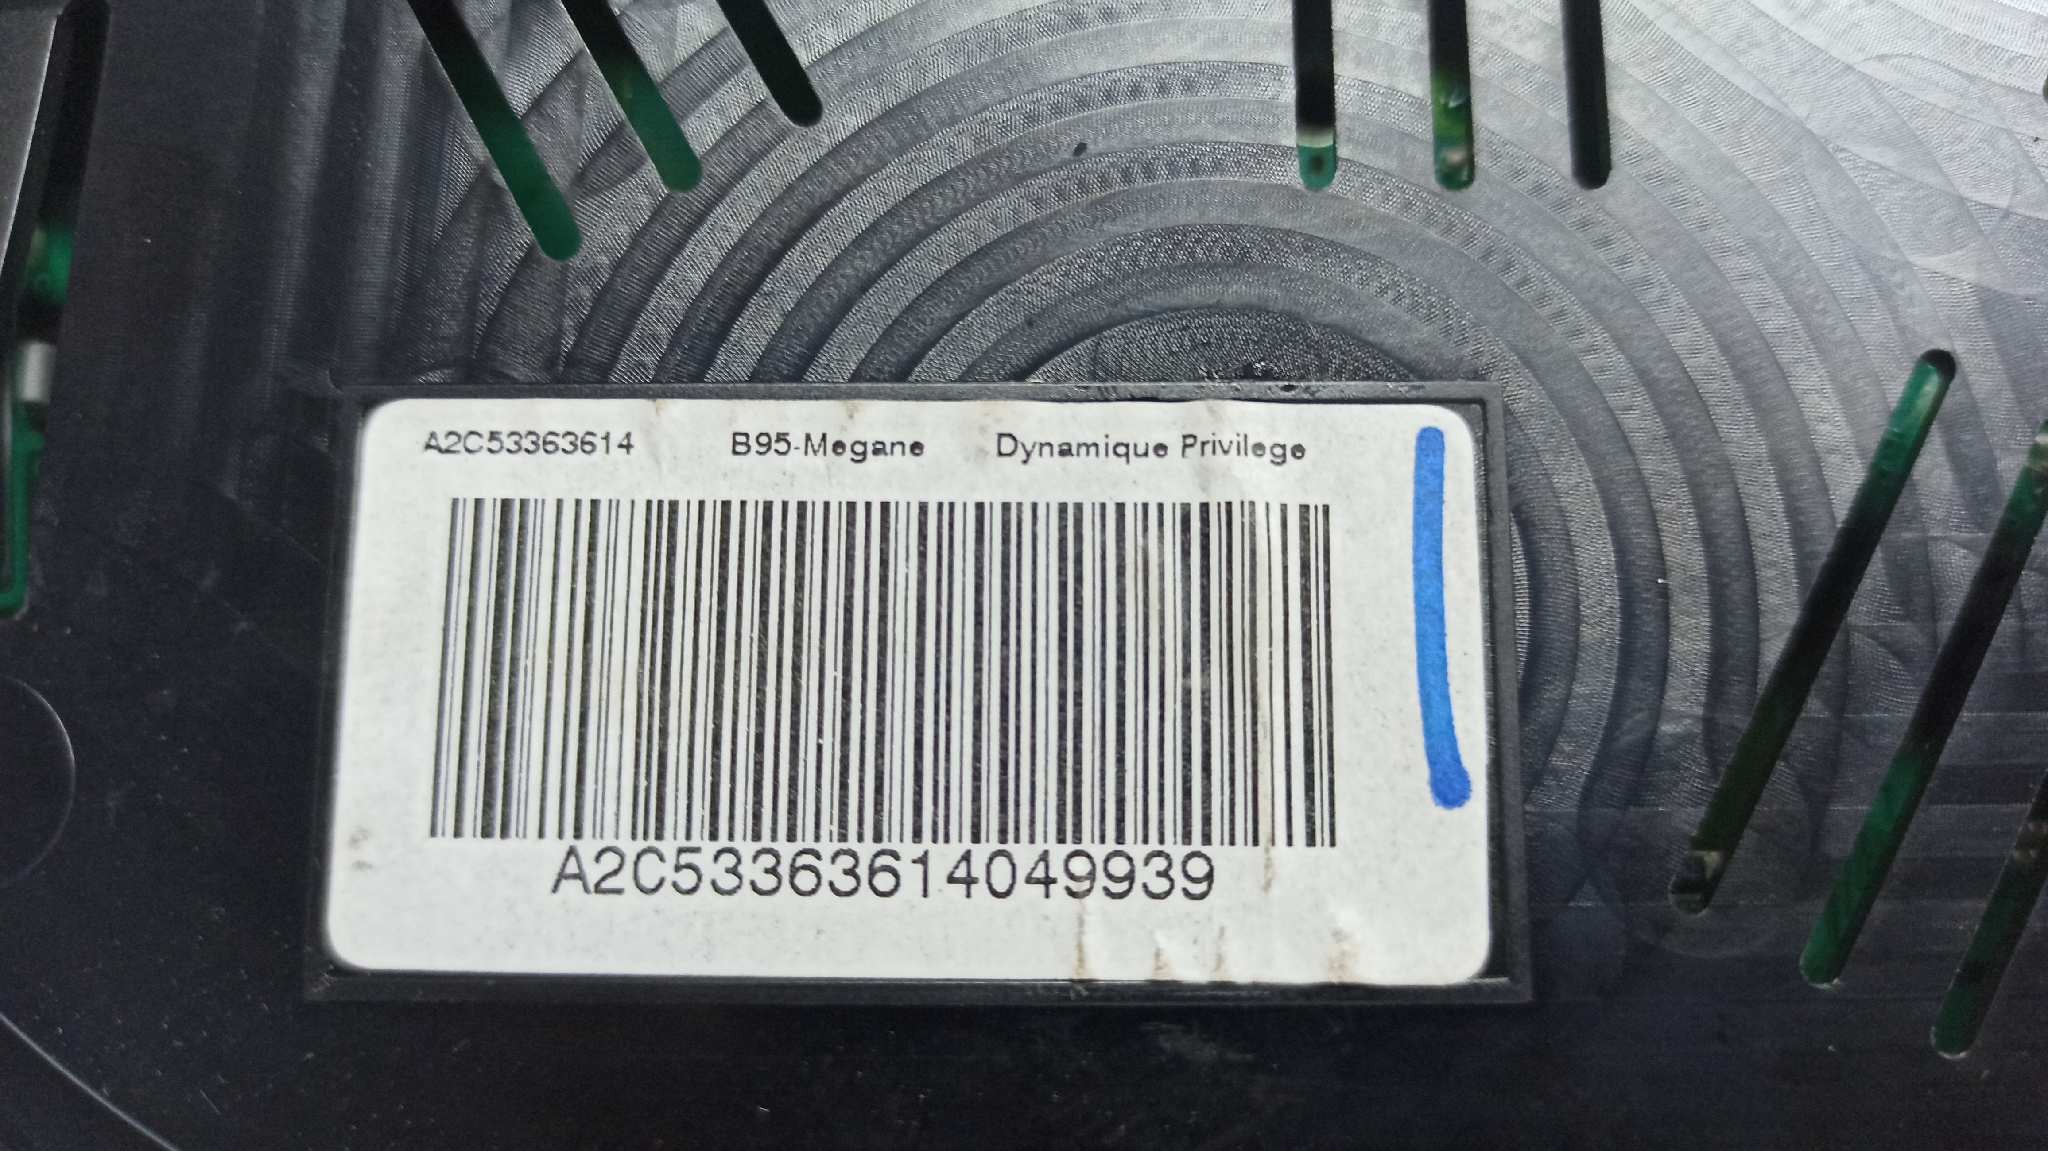 A2C53363614 B95-Megane Dynamique Privilege
A2C53363614049939